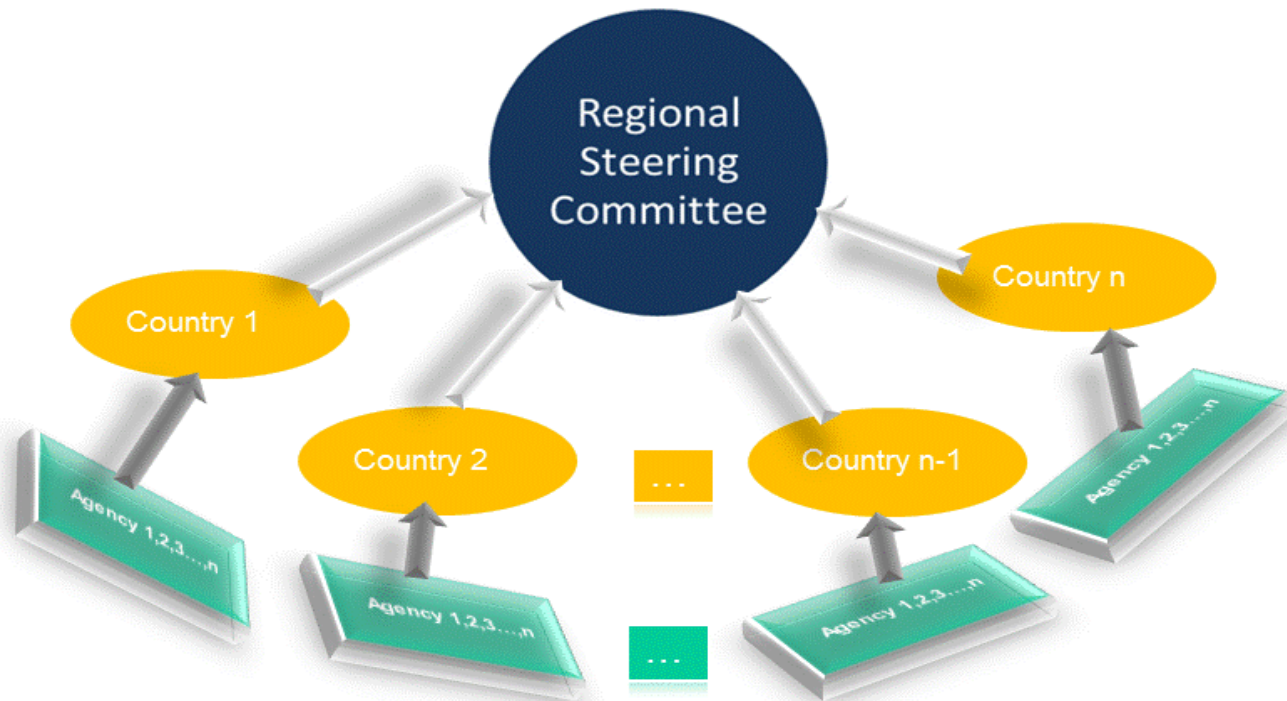 Regional
Steering
Committee
Country n
Country 1
Country 2
...
Country n-1
Agency 1,2,3...,n
Agency 1,2,3...,n
Agency 1,2,3...,n
...
Agency 1,2,3...,n